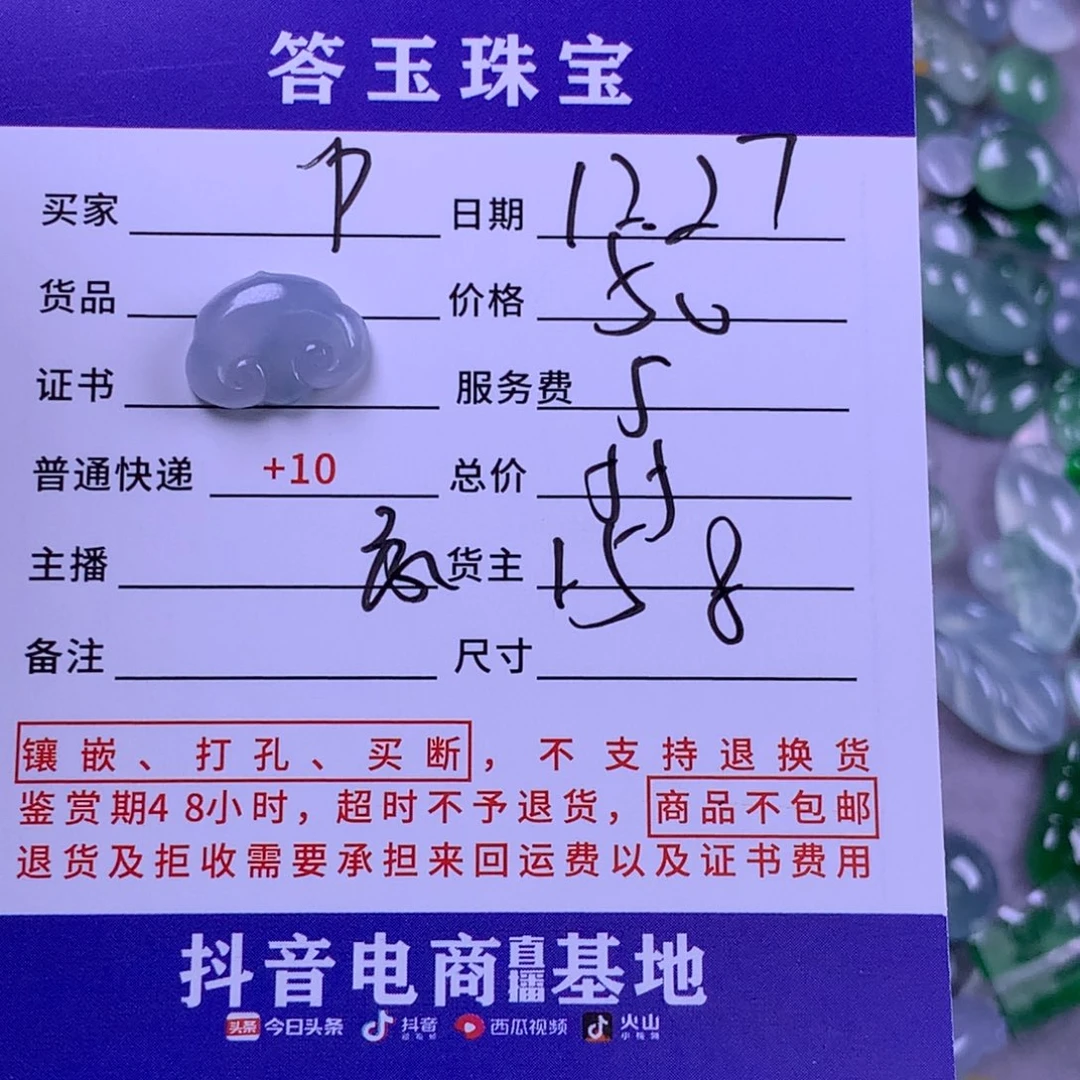 答玉珠宝
买家 日期 12.27
货品 价格 50
证书 服务费 5
普通快递 +10 总价
主播 货主 158
备注 尺寸
镶嵌、打孔、买断，不支持退换货
鉴赏期48小时，超时不予退货，商品不包邮
退货及拒收需要承担来回运费以及证书费用
抖音电商直播基地
头条 今日头条 抖音 西瓜视频 火山